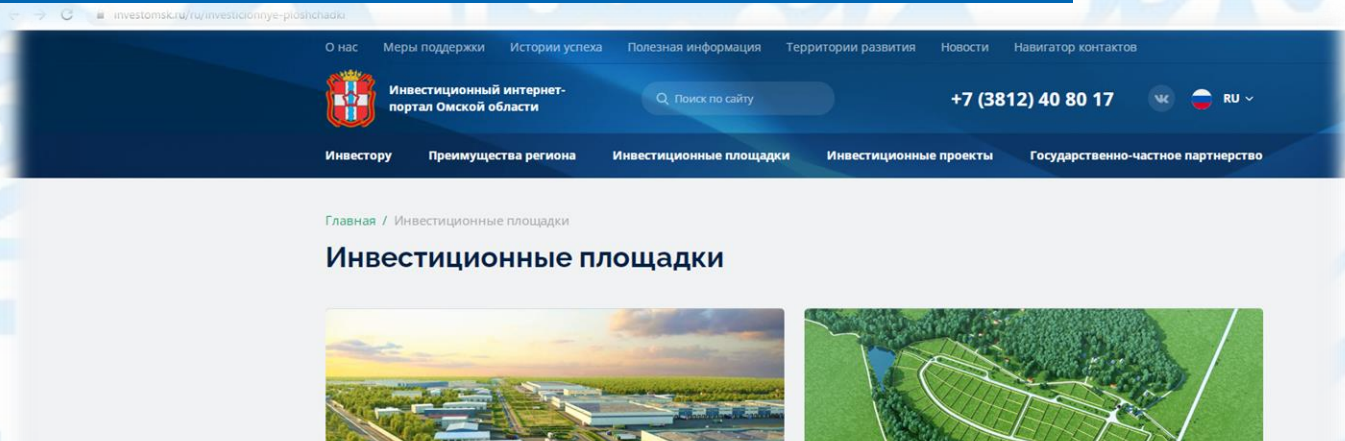 investomsk.ru/ru/investicionnye-ploshchadki
О нас Меры поддержки Истории успеха Полезная информация Территории развития Новости Навигатор контактов
Инвестиционный интернет-
портал Омской области
Поиск по сайту
+7 (3812) 40 80 17
RU
Инвестору Преимущества региона Инвестиционные площадки Инвестиционные проекты Государственно-частное партнерство
Главная / Инвестиционные площадки
Инвестиционные площадки